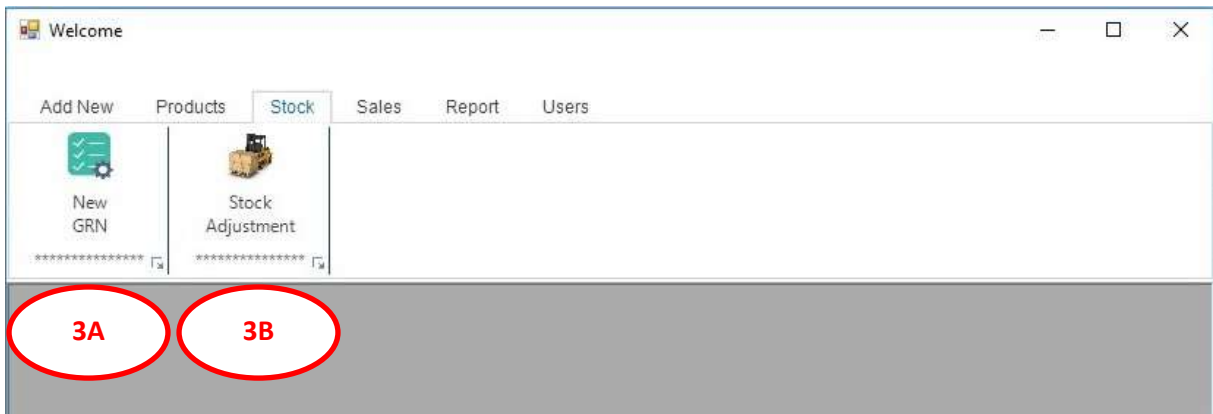 Welcome
Add New Products Stock Sales Report Users
New Stock
GRN Adjustment
*************** ***************
3A 3B